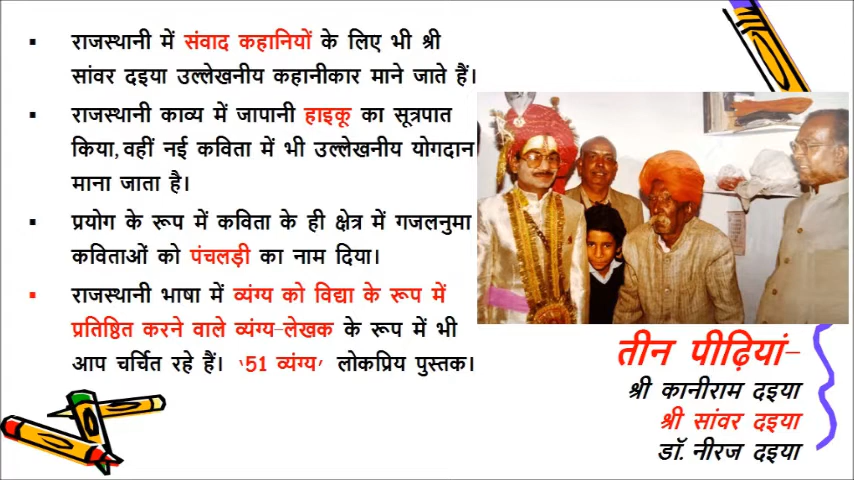 राजस्थानी में संवाद कहानियों के लिए भी श्री
सांवर दइया उल्लेखनीय कहानीकार माने जाते हैं।
राजस्थानी काव्य में जापानी हाइकू का सूत्रपात
किया, वहीं नई कविता में भी उल्लेखनीय योगदान
माना जाता है।
प्रयोग के रूप में कविता के ही क्षेत्र में गजलनुमा
कविताओं को पंचलड़ी का नाम दिया।
राजस्थानी भाषा में व्यंग्य को विद्या के रूप में
प्रतिष्ठित करने वाले व्यंग्य-लेखक के रूप में भी
आप चर्चित रहे हैं। ‘51 व्यंग्य’ लोकप्रिय पुस्तक।
तीन पीढ़ियां-
श्री कानीराम दइया
श्री सांवर दइया
डॉ. नीरज दइया